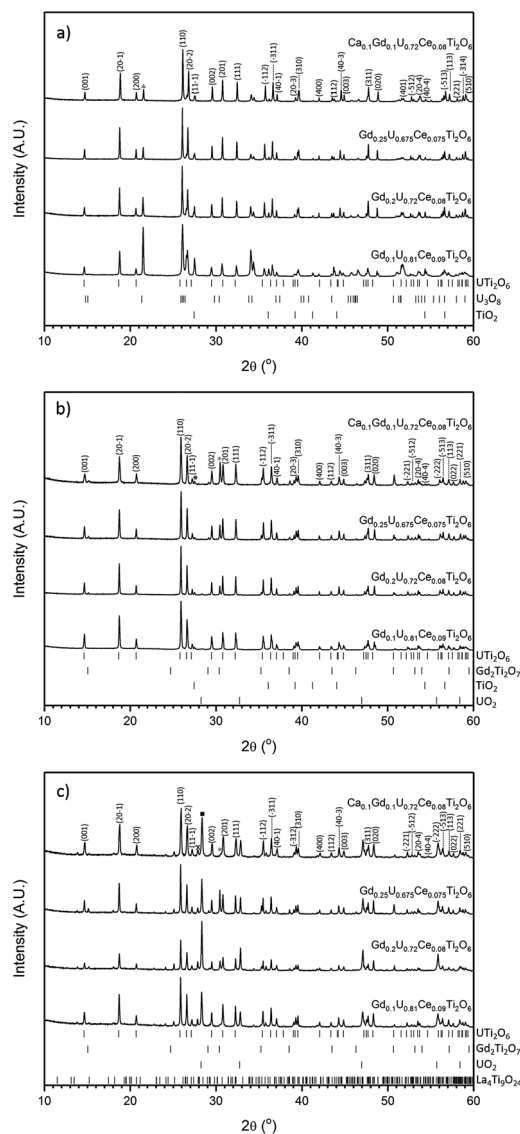 a)
Ca0.1Gd0.1U0.72Ce0.08Ti2O6
(001)
(20-1)
(200)
(110)
(20-2)
(11-1)
(002)
(201)
(111)
(-112)
(-311)
(40-1)
(20-3)
(310)
(400)
(112)
(40-3)
(003)
(311)
(020)
(401)
(-512)
(20-4)
(40-4)
(-513)
(113)
(221)
(-314)
(510)
Gd0.25U0.675Ce0.075Ti2O6
Gd0.2U0.72Ce0.08Ti2O6
Gd0.1U0.81Ce0.09Ti2O6
UTi2O6
U3O8
TiO2
Intensity (A.U.)
10 20 30 40 50 60
2θ (°)
b)
Ca0.1Gd0.1U0.72Ce0.08Ti2O6
(001)
(20-1)
(200)
(110)
(20-2)
(11-1)
(002)
(201)
(111)
(-112)
(-311)
(40-1)
(20-3)
(310)
(400)
(112)
(40-3)
(003)
(311)
(020)
(-221)
(-512)
(20-4)
(40-4)
(-222)
(-513)
(113)
(022)
(221)
(510)
Gd0.25U0.675Ce0.075Ti2O6
Gd0.2U0.72Ce0.08Ti2O6
Gd0.1U0.81Ce0.09Ti2O6
UTi2O6
Gd2Ti2O7
TiO2
UO2
Intensity (A.U.)
10 20 30 40 50 60
2θ (°)
c)
Ca0.1Gd0.1U0.72Ce0.08Ti2O6
(001)
(20-1)
(200)
(110)
(20-2)
(11-1)
(002)
(201)
(111)
(-112)
(-311)
(40-1)
(-312)
(310)
(400)
(112)
(40-3)
(003)
(311)
(020)
(-221)
(-512)
(20-4)
(40-4)
(-222)
(-513)
(113)
(022)
(221)
(510)
Gd0.25U0.675Ce0.075Ti2O6
Gd0.2U0.72Ce0.08Ti2O6
Gd0.1U0.81Ce0.09Ti2O6
UTi2O6
Gd2Ti2O7
UO2
La4Ti9O24
Intensity (A.U.)
10 20 30 40 50 60
2θ (°)